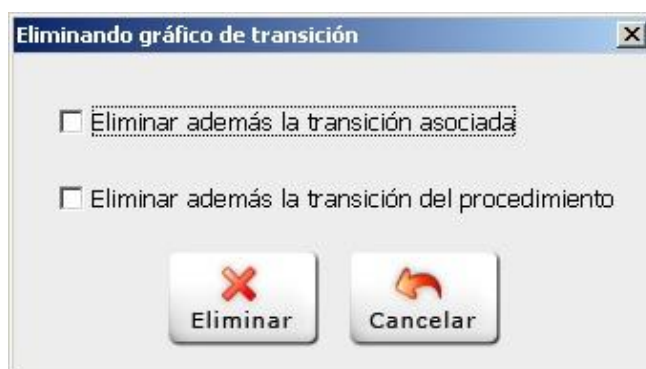 Eliminando gráfico de transición
Eliminar además la transición asociada
Eliminar además la transición del procedimiento
Eliminar
Cancelar